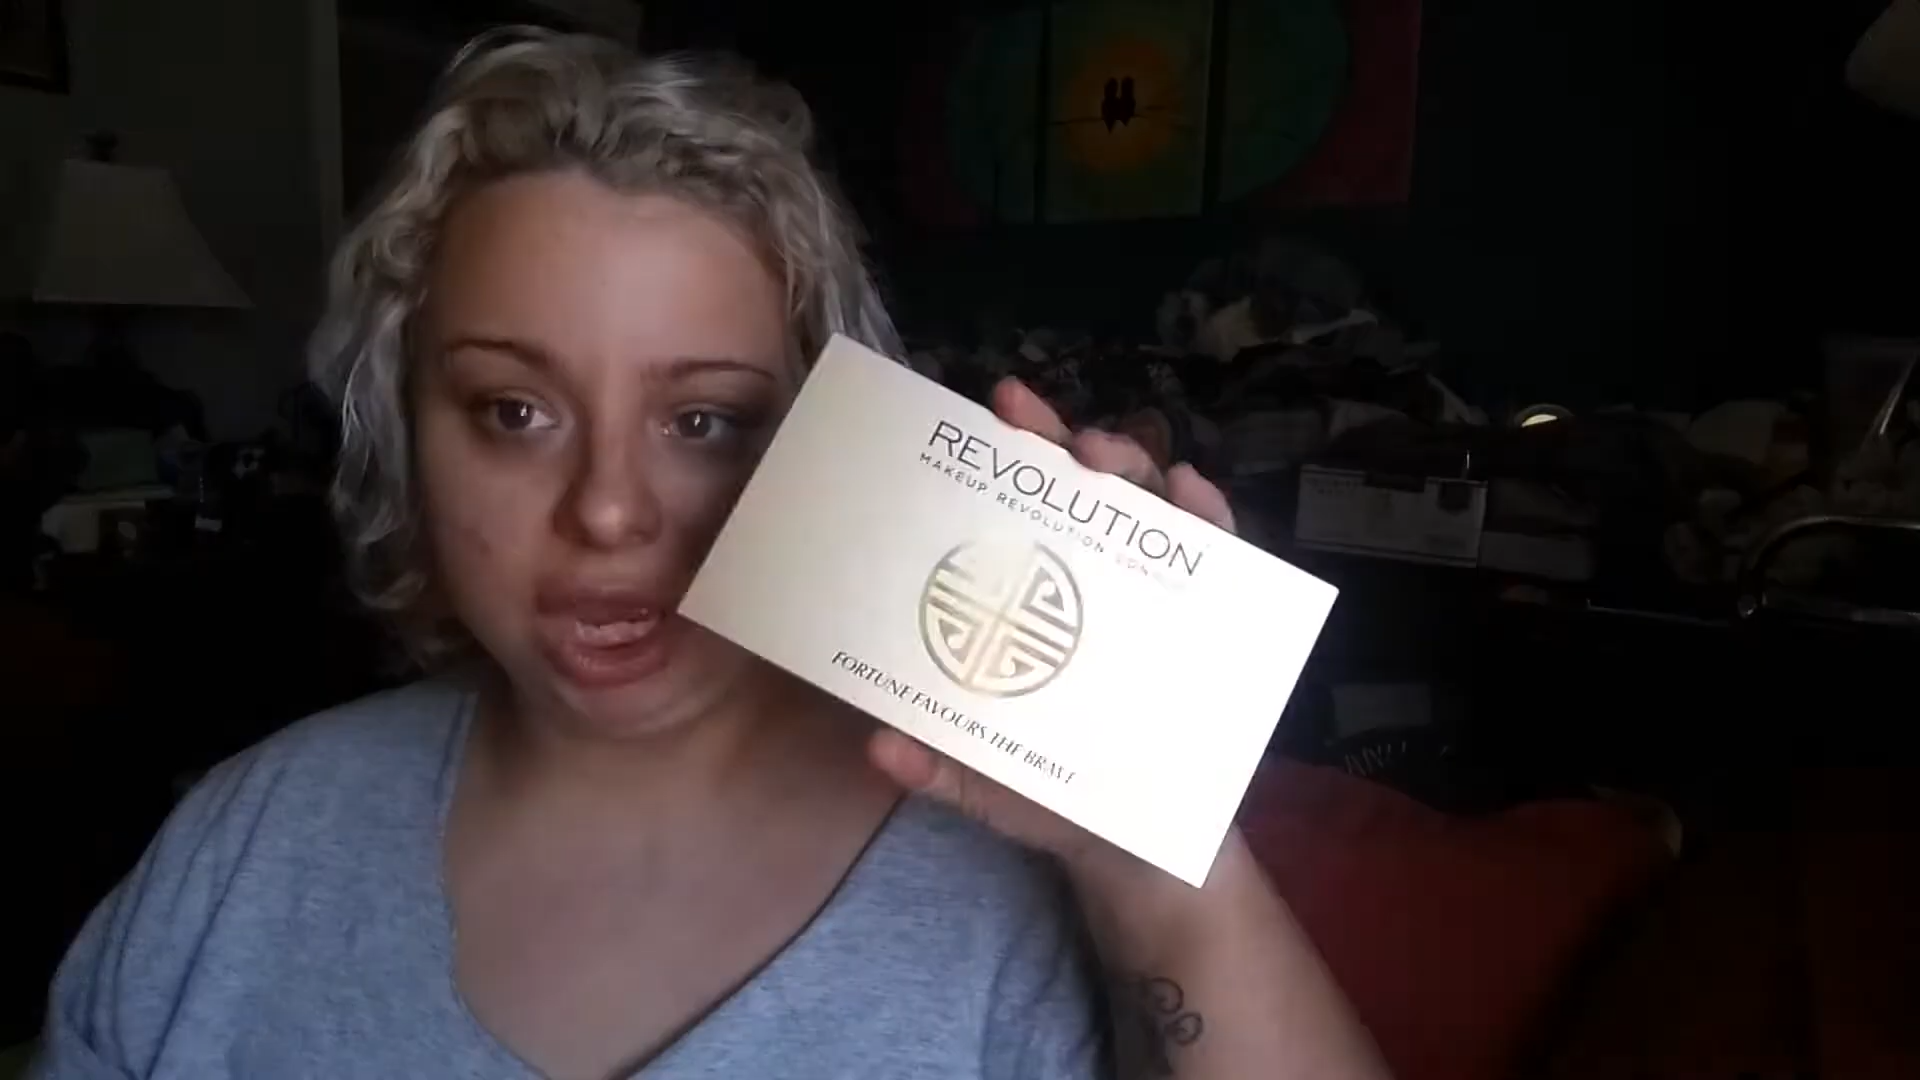 REVOLUTION
MAKEUP REVOLUTION LONDON
FORTUNE FAVOURS THE BRAVE